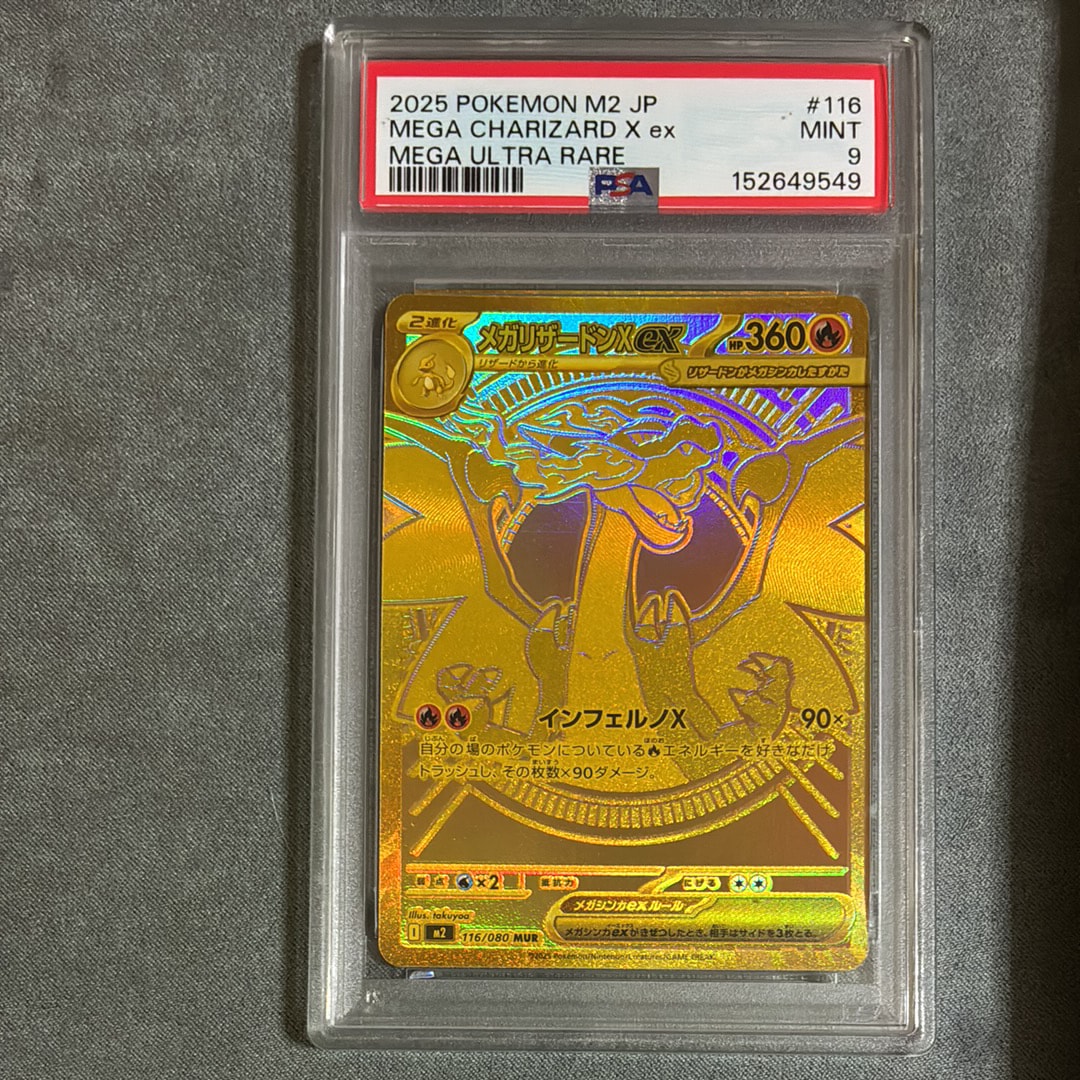 2025 POKEMON M2 JP #116
MEGA CHARIZARD X ex MINT
MEGA ULTRA RARE 9
PSA 152649549
2進化 メガリザードンXex HP360
リザードから進化 リザードンがメガシンカしたすがた
インフェルノX 90×
自分の場のポケモンについているエネルギーを好きなだけ
トラッシュし、その枚数×90ダメージ。
弱点 ×2 抵抗力 にげる
メガシンカexルール
メガシンカexがきぜつしたとき、相手はサイドを3枚とる。
Illus. takuyoa
I m2 116/080 MUR
©2025 Pokémon/Nintendo/Creatures/GAME FREAK